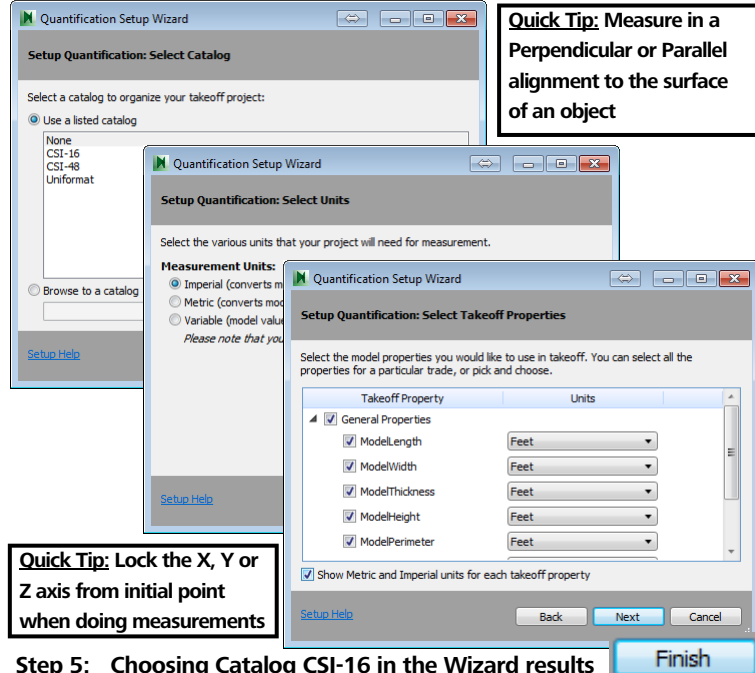 Quantification Setup Wizard
Setup Quantification: Select Catalog
Select a catalog to organize your takeoff project:
Use a listed catalog
None
CSI-16
CSI-48
Uniformat
Browse to a catalog
Setup Help
Quick Tip: Measure in a
Perpendicular or Parallel
alignment to the surface
of an object
Quantification Setup Wizard
Setup Quantification: Select Units
Select the various units that your project will need for measurement.
Measurement Units:
Imperial (converts m
Metric (converts mod
Variable (model value
Please note that you
Setup Help
Quantification Setup Wizard
Setup Quantification: Select Takeoff Properties
Select the model properties you would like to use in takeoff. You can select all the
properties for a particular trade, or pick and choose.
Takeoff Property Units
General Properties
ModelLength Feet
ModelWidth Feet
ModelThickness Feet
ModelHeight Feet
ModelPerimeter Feet
Show Metric and Imperial units for each takeoff property
Setup Help Back Next Cancel
Quick Tip: Lock the X, Y or
Z axis from initial point
when doing measurements
Step 5: Choosing Catalog CSI-16 in the Wizard results
Finish